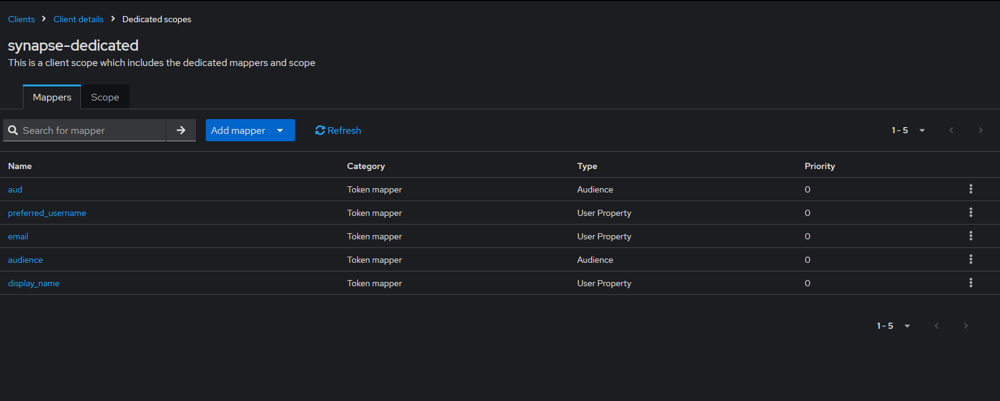 Clients > Client details > Dedicated scopes
synapse-dedicated
This is a client scope which includes the dedicated mappers and scope
Mappers Scope
Search for mapper Add mapper Refresh 1 - 5
Name Category Type Priority
aud Token mapper Audience 0
preferred_username Token mapper User Property 0
email Token mapper User Property 0
audience Token mapper Audience 0
display_name Token mapper User Property 0
1 - 5